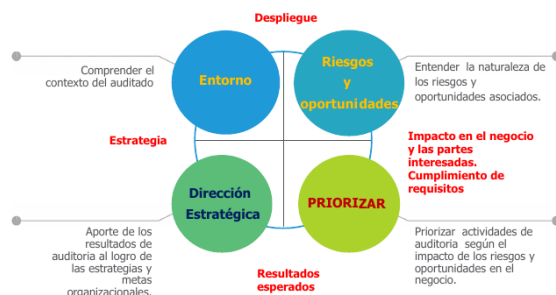 Despliegue
Comprender el
contexto del auditado
Entorno
Riesgos
y
oportunidades
Entender la naturaleza de
los riesgos y
oportunidades asociados.
Estrategia
Impacto en el negocio
y las partes
interesadas.
Cumplimiento de
requisitos
Dirección
Estratégica
PRIORIZAR
Aporte de los
resultados de
auditoria al logro de
las estrategias y
metas
organizacionales.
Resultados
esperados
Priorizar actividades de
auditoria según el
impacto de los riesgos y
oportunidades en el
negocio.